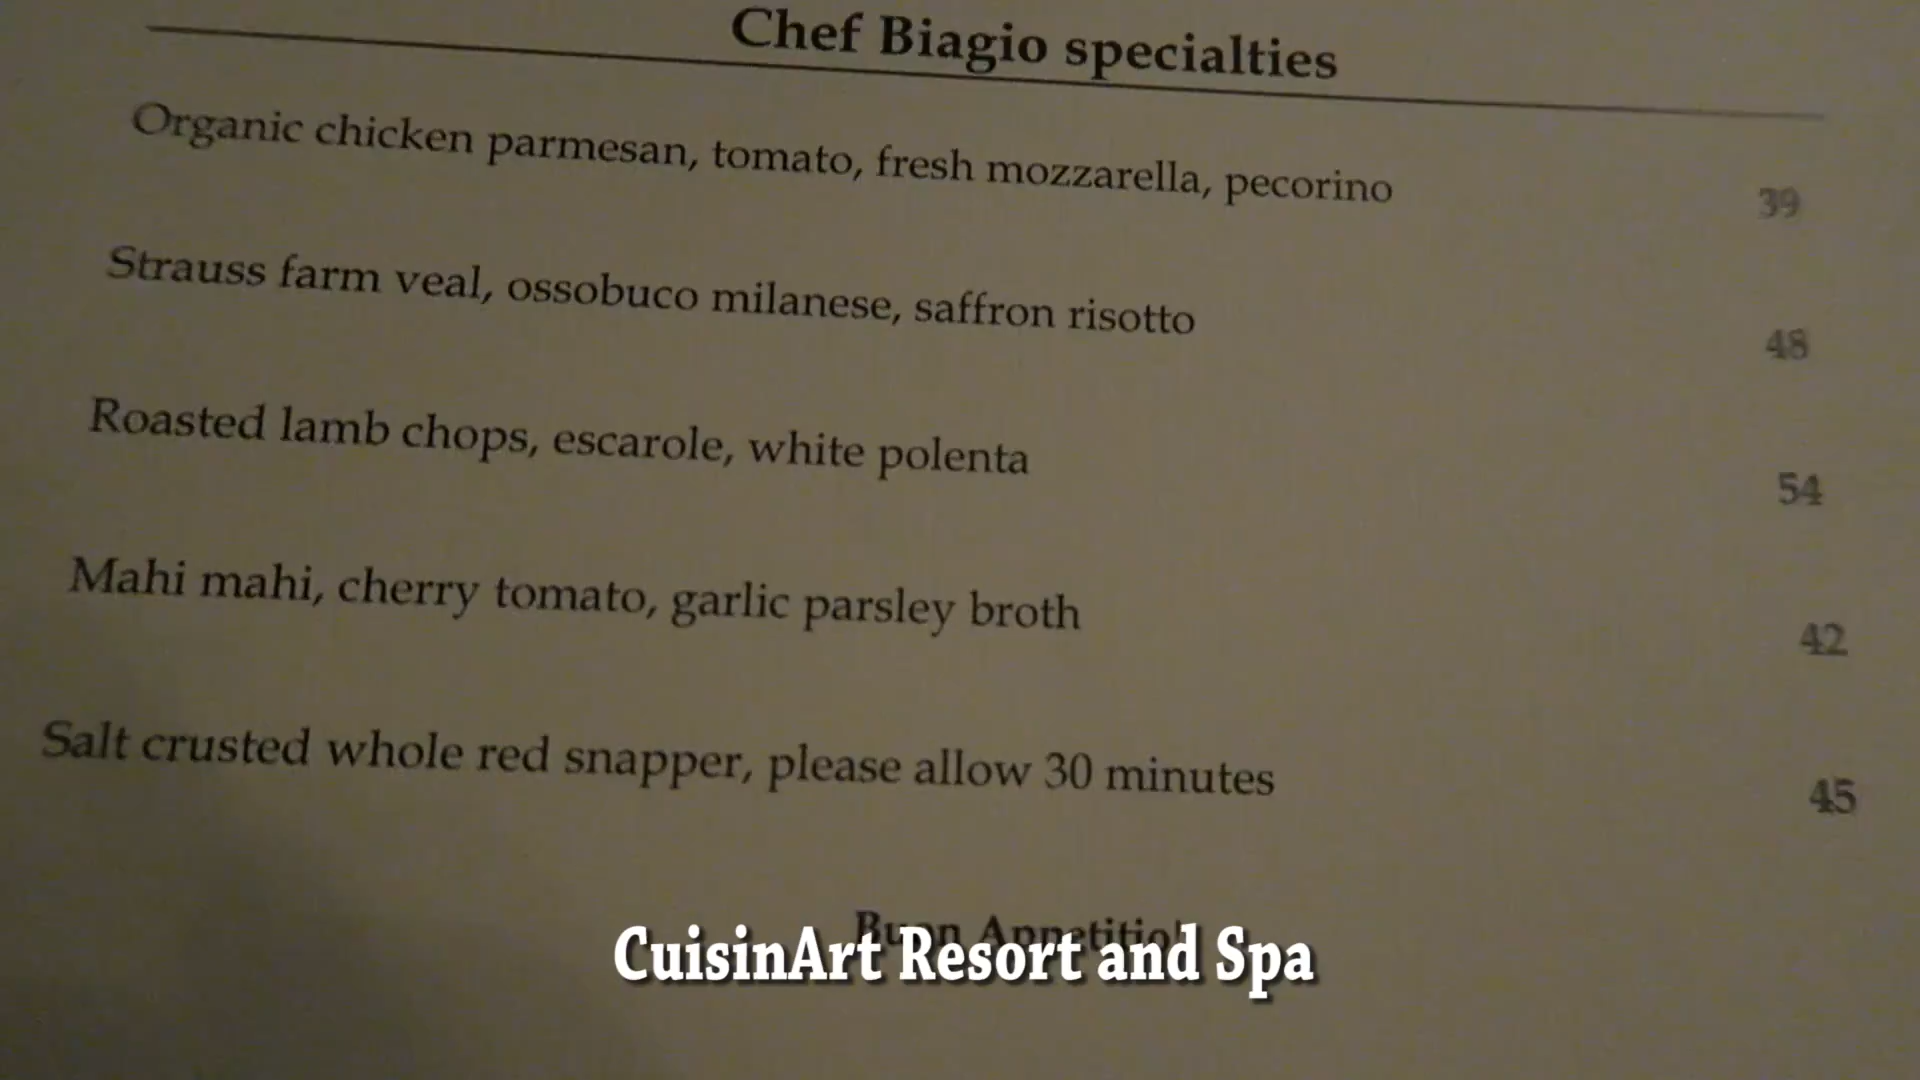 Chef Biagio specialties
Organic chicken parmesan, tomato, fresh mozzarella, pecorino 39
Strauss farm veal, ossobuco milanese, saffron risotto 48
Roasted lamb chops, escarole, white polenta 54
Mahi mahi, cherry tomato, garlic parsley broth 42
Salt crusted whole red snapper, please allow 30 minutes 45
Buon Appetitio!
CuisinArt Resort and Spa